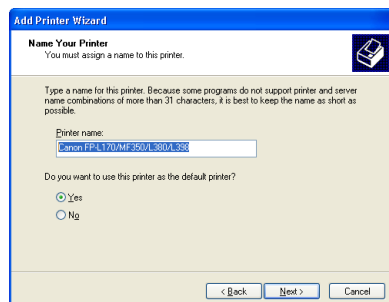 Add Printer Wizard
Name Your Printer
You must assign a name to this printer.
Type a name for this printer. Because some programs do not support printer and server
name combinations of more than 31 characters, it is best to keep the name as short as
possible.
Printer name:
Canon FP-L170/MF350/L380/L398
Do you want to use this printer as the default printer?
Yes
No
< Back
Next >
Cancel